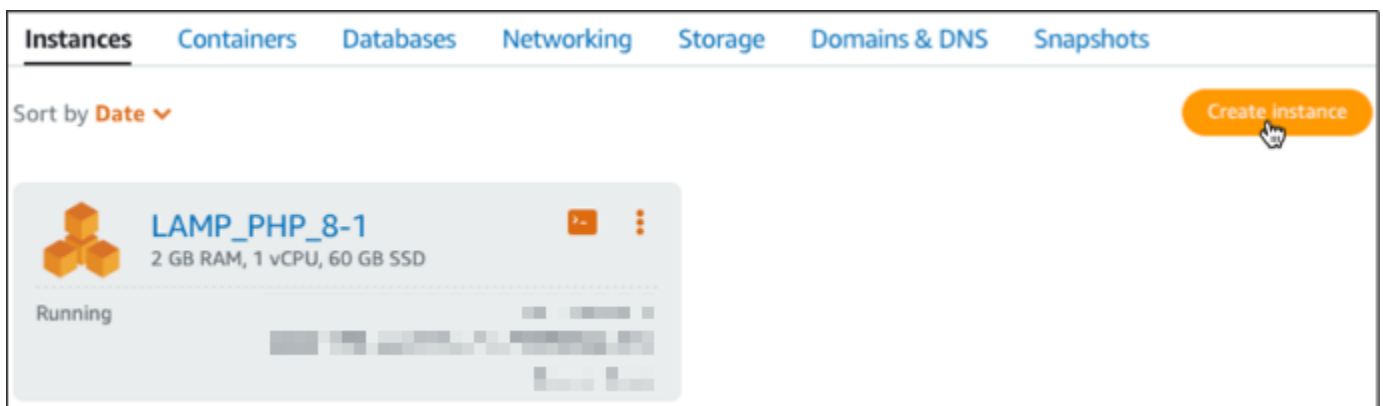 Instances Containers Databases Networking Storage Domains & DNS Snapshots
Sort by Date
Create instance
LAMP_PHP_8-1
2 GB RAM, 1 vCPU, 60 GB SSD
Running